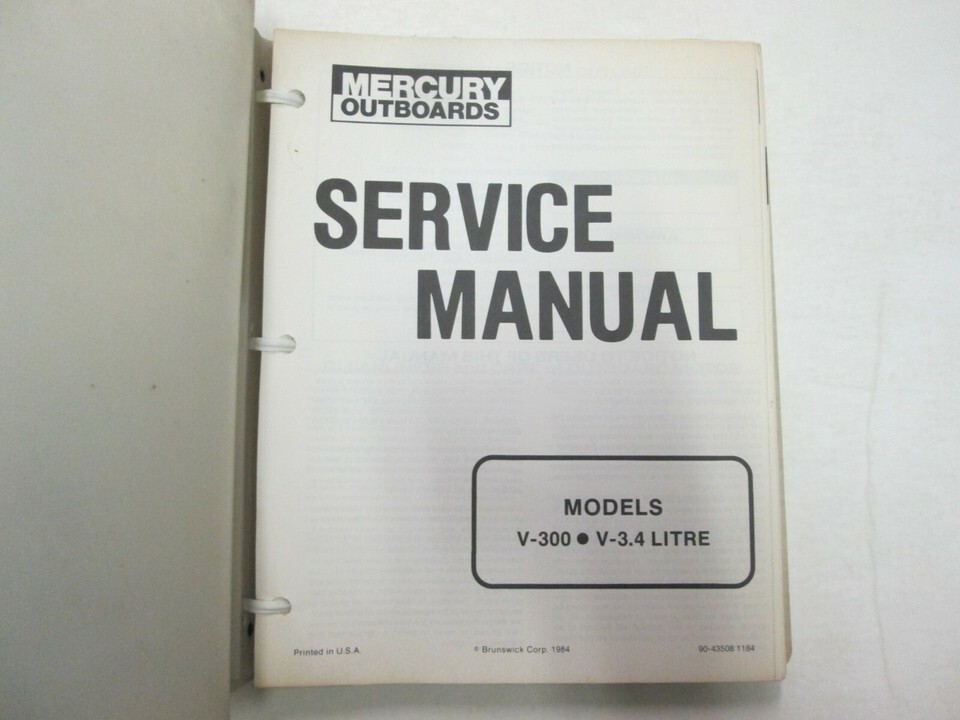 MERCURY
OUTBOARDS
SERVICE
MANUAL
MODELS
V-300 ● V-3.4 LITRE
Printed in U.S.A.
© Brunswick Corp. 1984
90-43508 1184